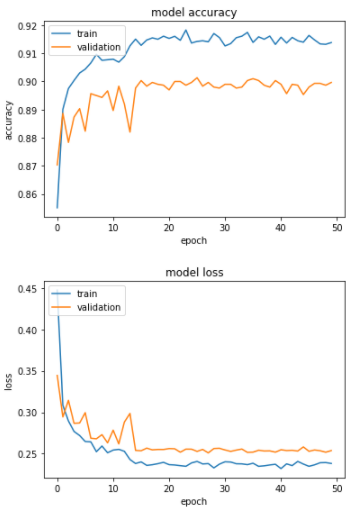 model accuracy
0.92
0.91
0.90
0.89
0.88
0.87
0.86
accuracy
train
validation
0 10 20 30 40 50
epoch
model loss
0.45
0.40
0.35
0.30
0.25
loss
train
validation
0 10 20 30 40 50
epoch